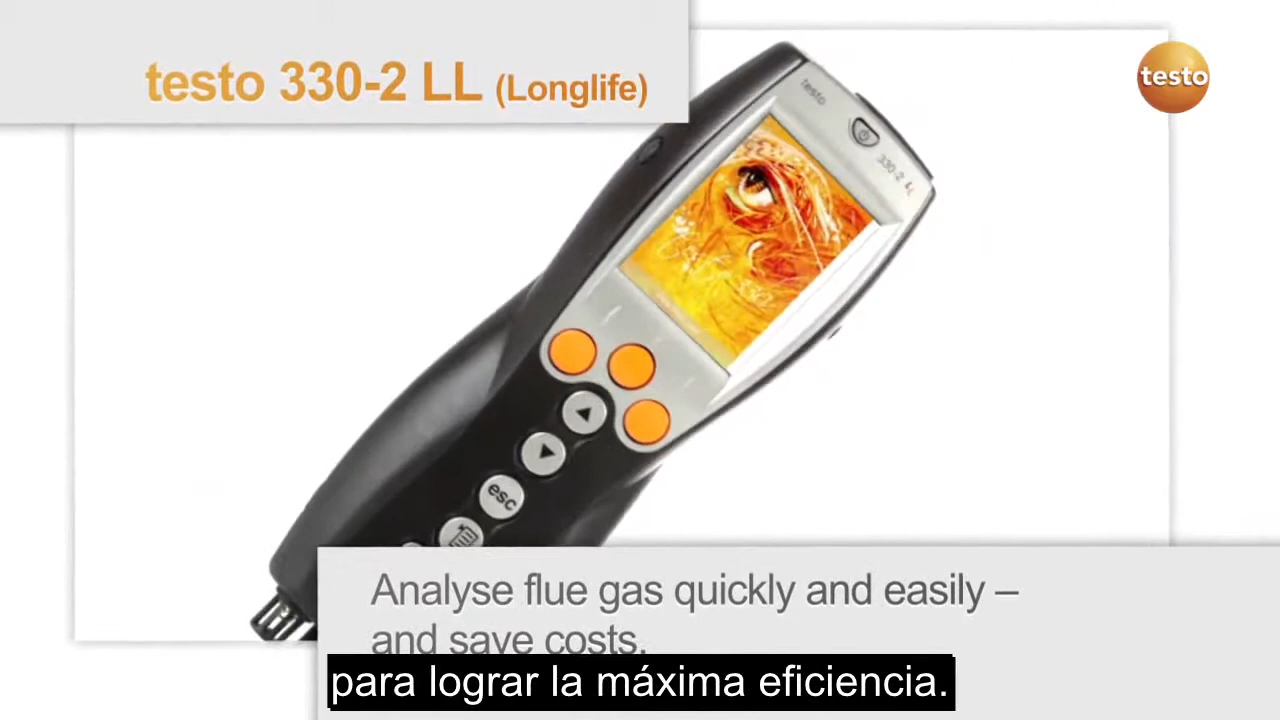 testo 330-2 LL (Longlife)
testo
testo
330-2 LL
esc
Analyse flue gas quickly and easily –
and save costs.
para lograr la máxima eficiencia.